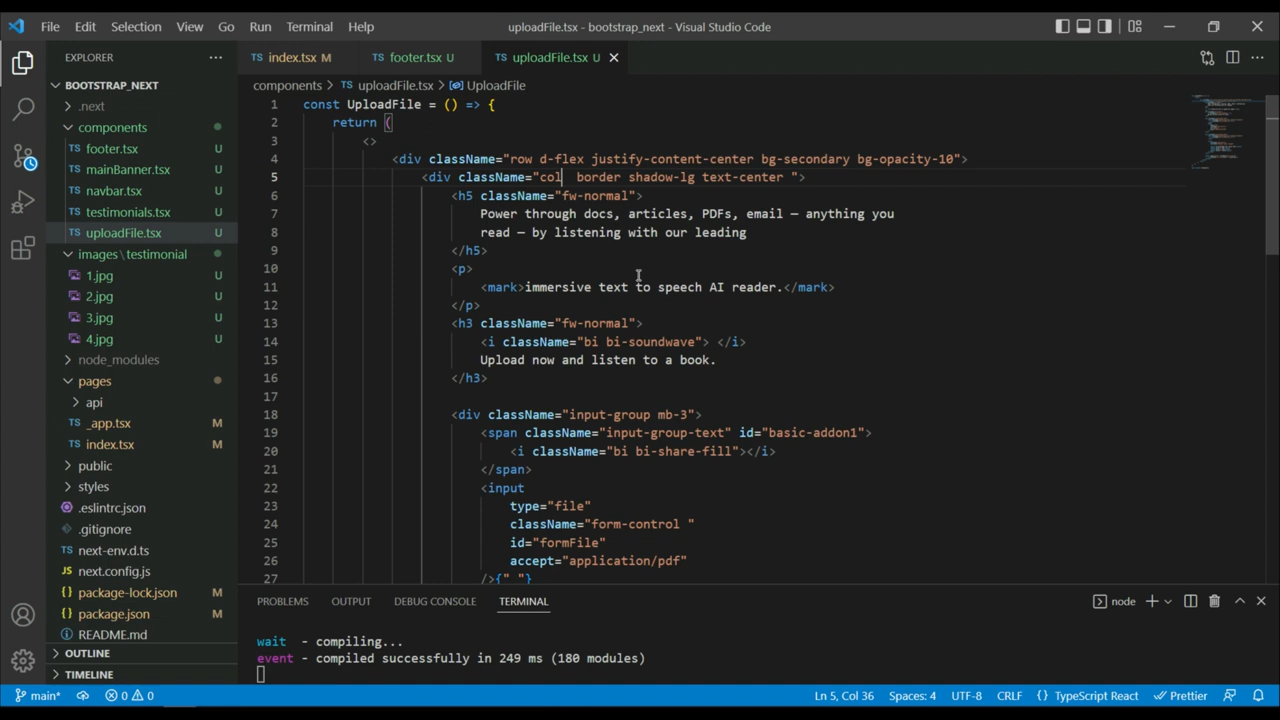 File Edit Selection View Go Run Terminal Help
uploadFile.tsx - bootstrap_next - Visual Studio Code
EXPLORER
BOOTSTRAP_NEXT
.next
components
footer.tsx U
mainBanner.tsx U
navbar.tsx U
testimonials.tsx U
uploadFile.tsx U
images\testimonial
1.jpg U
2.jpg U
3.jpg U
4.jpg U
node_modules
pages
api
_app.tsx M
index.tsx M
public
styles
.eslintrc.json
.gitignore
next-env.d.ts
next.config.js
package-lock.json M
package.json M
README.md
OUTLINE
TIMELINE
TS index.tsx M
TS footer.tsx U
TS uploadFile.tsx U
components > TS uploadFile.tsx > UploadFile
1 const UploadFile = () => {
2 return (
3 <>
4 <div className="row d-flex justify-content-center bg-secondary bg-opacity-10">
5 <div className="col  border shadow-lg text-center ">
6 <h5 className="fw-normal">
7 Power through docs, articles, PDFs, email – anything you
8 read – by listening with our leading
9 </h5>
10 <p>
11 <mark>immersive text to speech AI reader.</mark>
12 </p>
13 <h3 className="fw-normal">
14 <i className="bi bi-soundwave"> </i>
15 Upload now and listen to a book.
16 </h3>
17
18 <div className="input-group mb-3">
19 <span className="input-group-text" id="basic-addon1">
20 <i className="bi bi-share-fill"></i>
21 </span>
22 <input
23 type="file"
24 className="form-control "
25 id="formFile"
26 accept="application/pdf"
27 />{" "}
PROBLEMS OUTPUT DEBUG CONSOLE TERMINAL
node
wait - compiling...
event - compiled successfully in 249 ms (180 modules)
main* 0 0
Ln 5, Col 36 Spaces: 4 UTF-8 CRLF {} TypeScript React Prettier